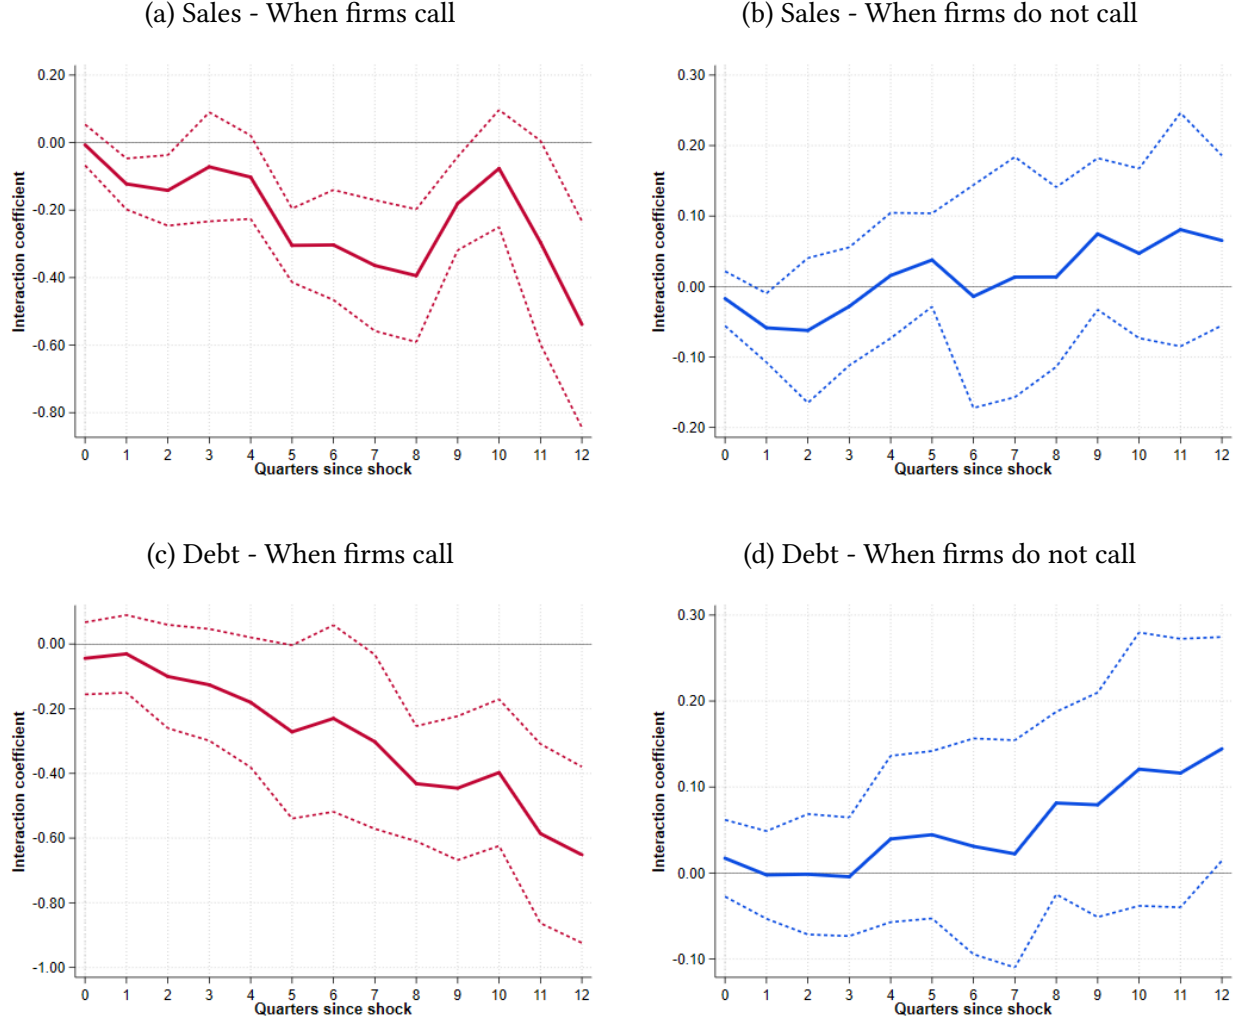 (a) Sales - When firms call
0.20
0.00
-0.20
-0.40
-0.60
-0.80
Interaction coefficient
0 1 2 3 4 5 6 7 8 9 10 11 12
Quarters since shock
(b) Sales - When firms do not call
0.30
0.20
0.10
0.00
-0.10
-0.20
Interaction coefficient
0 1 2 3 4 5 6 7 8 9 10 11 12
Quarters since shock
(c) Debt - When firms call
0.00
-0.20
-0.40
-0.60
-0.80
-1.00
Interaction coefficient
0 1 2 3 4 5 6 7 8 9 10 11 12
Quarters since shock
(d) Debt - When firms do not call
0.30
0.20
0.10
0.00
-0.10
Interaction coefficient
0 1 2 3 4 5 6 7 8 9 10 11 12
Quarters since shock